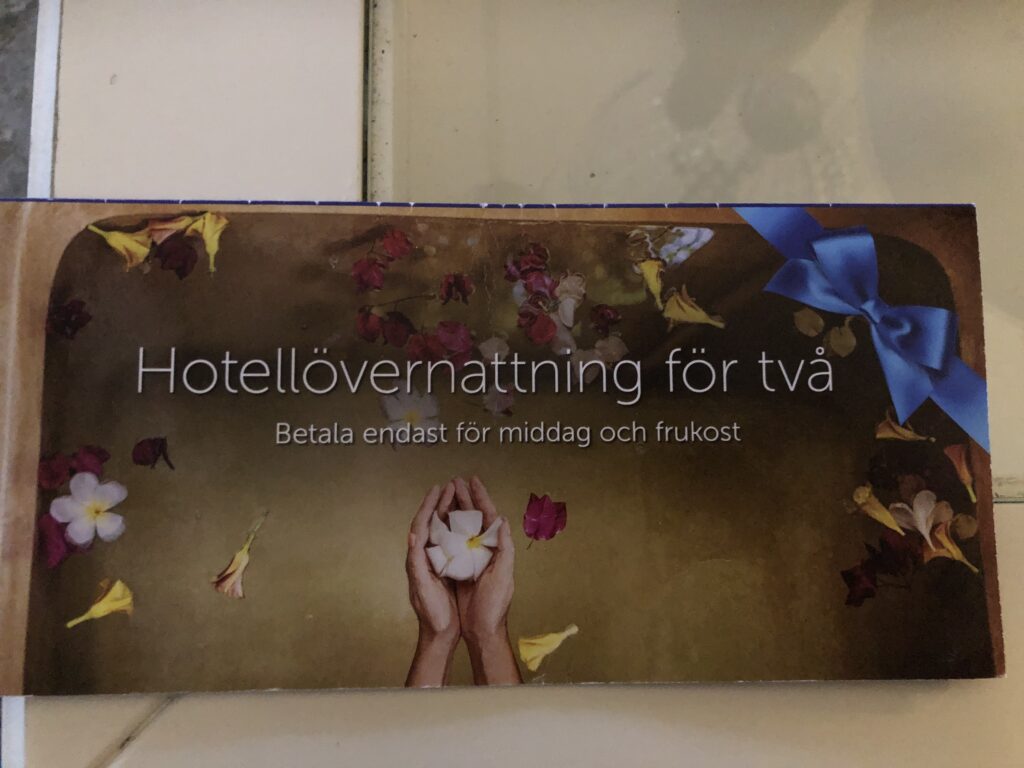 Hotellövernattning för två
Betala endast för middag och frukost